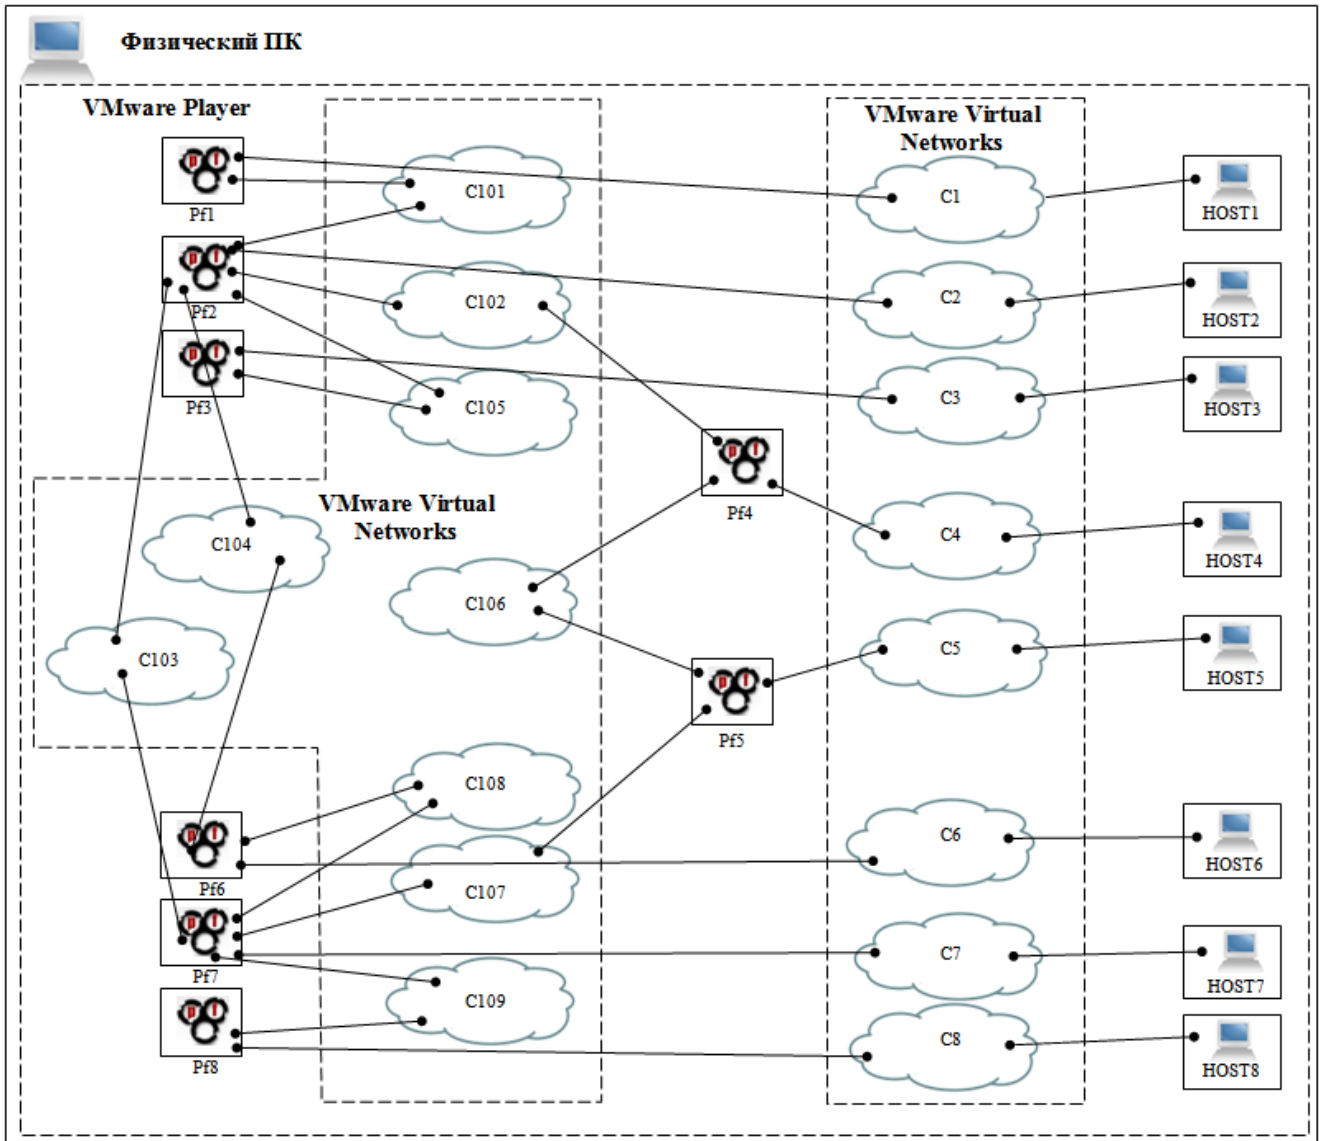 Физический ПК
VMware Player
VMware Virtual
Networks
Pf1
C101
C1
HOST1
Pf2
C102
C2
HOST2
Pf3
C105
C3
HOST3
VMware Virtual
Networks
Pf4
C4
HOST4
C104
C106
C5
HOST5
C103
Pf5
C108
C6
HOST6
Pf6
C107
C7
HOST7
Pf7
C109
C8
HOST8
Pf8